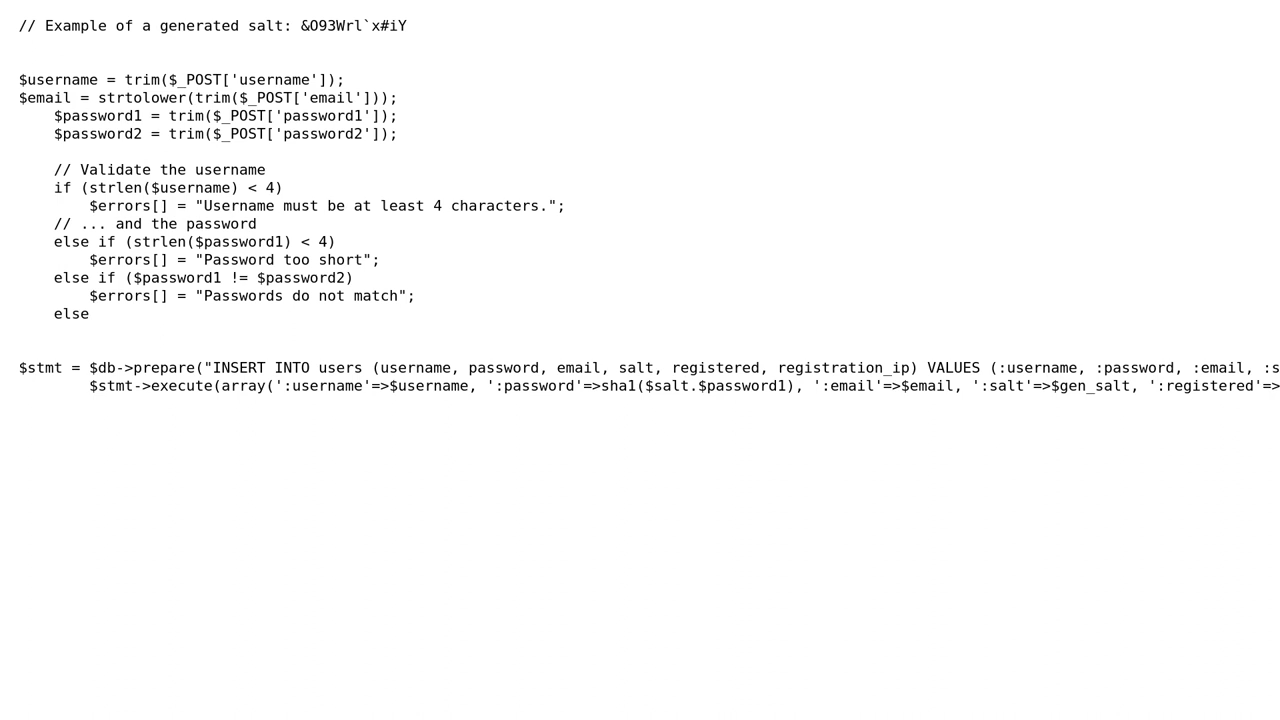 // Example of a generated salt: &O93Wrl`x#iY
$username = trim($_POST['username']);
$email = strtolower(trim($_POST['email']));
    $password1 = trim($_POST['password1']);
    $password2 = trim($_POST['password2']);
    // Validate the username
    if (strlen($username) < 4)
        $errors[] = "Username must be at least 4 characters.";
    // ... and the password
    else if (strlen($password1) < 4)
        $errors[] = "Password too short";
    else if ($password1 != $password2)
        $errors[] = "Passwords do not match";
    else
$stmt = $db->prepare("INSERT INTO users (username, password, email, salt, registered, registration_ip) VALUES (:username, :password, :email, :s
        $stmt->execute(array(':username'=>$username, ':password'=>sha1($salt.$password1), ':email'=>$email, ':salt'=>$gen_salt, ':registered'=>